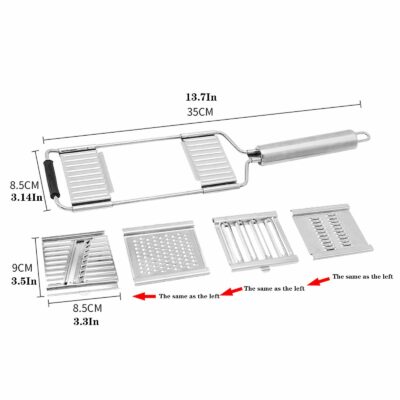 13.7In
35CM
8.5CM
3.14In
9CM
3.5In
8.5CM
3.3In
The same as the left
The same as the left
The same as the left